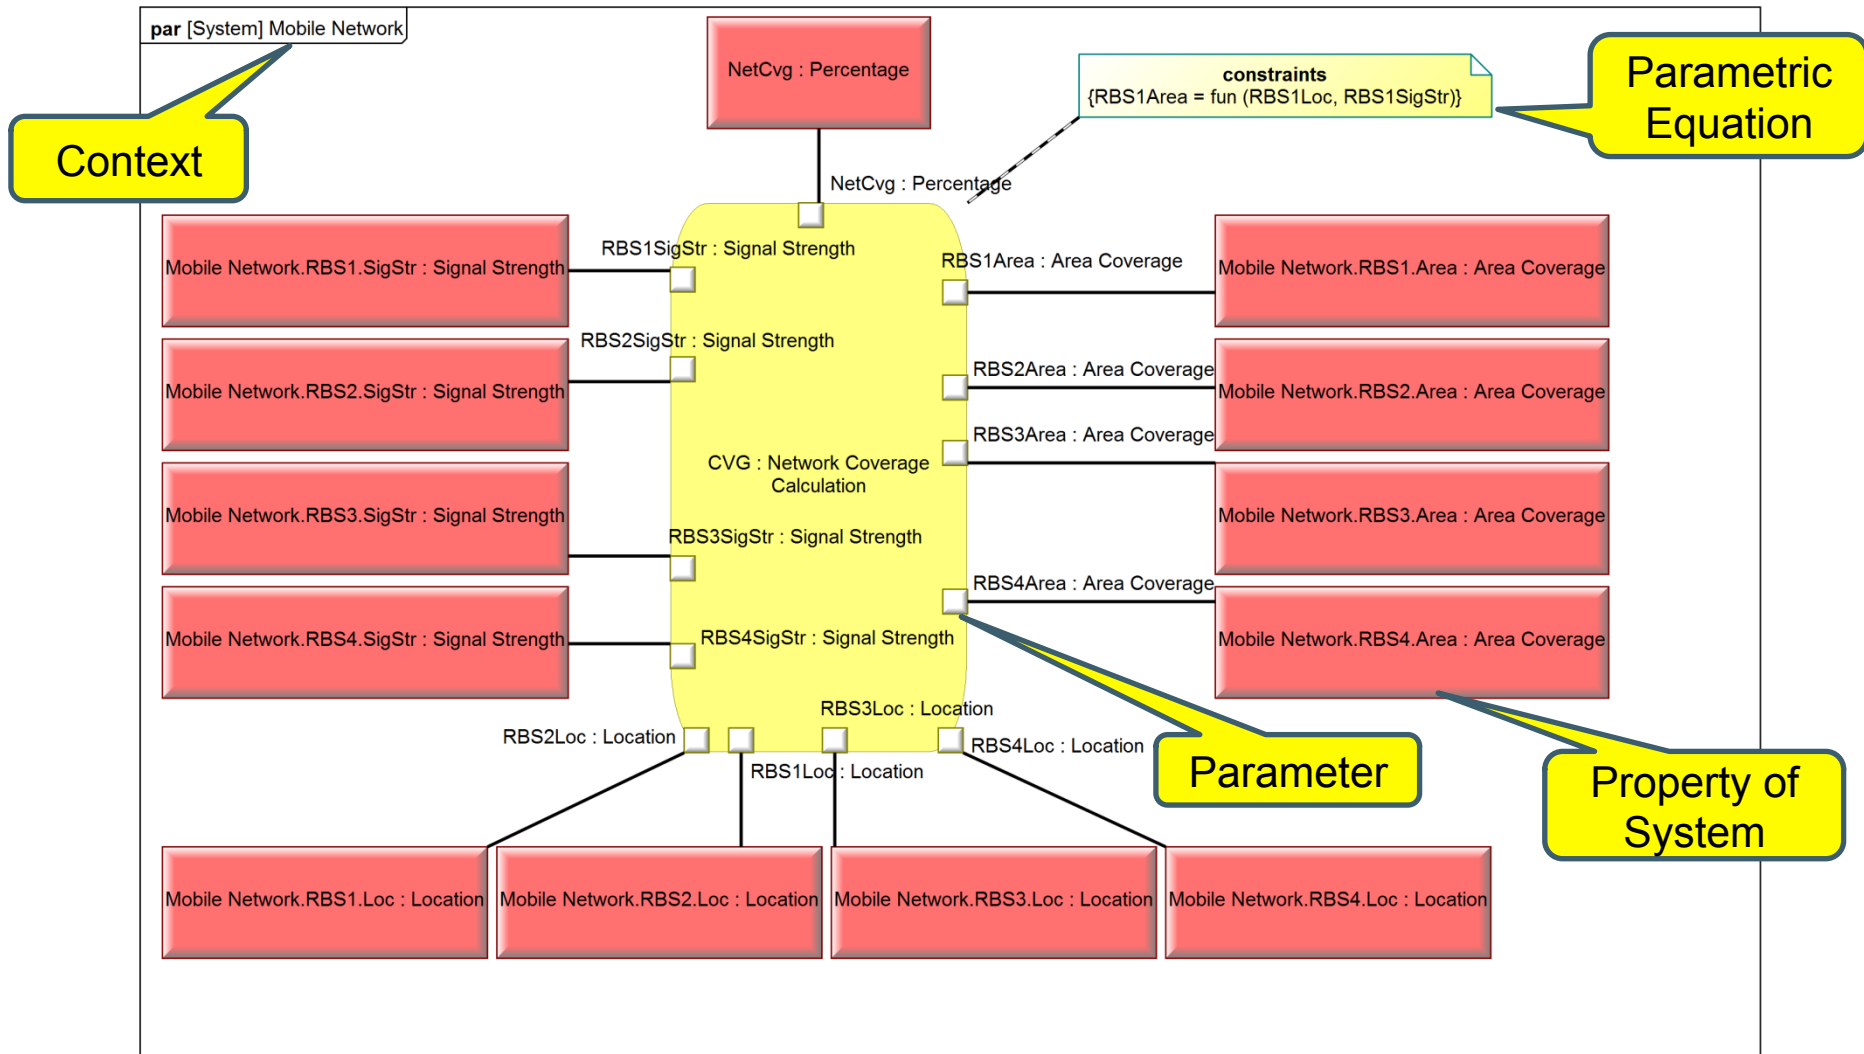 par [System] Mobile Network
NetCvg : Percentage
constraints
{RBS1Area = fun (RBS1Loc, RBS1SigStr)}
Parametric
Equation
Context
NetCvg : Percentage
Mobile Network.RBS1.SigStr : Signal Strength
RBS1SigStr : Signal Strength
RBS1Area : Area Coverage
Mobile Network.RBS1.Area : Area Coverage
Mobile Network.RBS2.SigStr : Signal Strength
RBS2SigStr : Signal Strength
RBS2Area : Area Coverage
Mobile Network.RBS2.Area : Area Coverage
RBS3Area : Area Coverage
CVG : Network Coverage
Calculation
Mobile Network.RBS3.SigStr : Signal Strength
RBS3SigStr : Signal Strength
Mobile Network.RBS3.Area : Area Coverage
RBS4Area : Area Coverage
Mobile Network.RBS4.SigStr : Signal Strength
RBS4SigStr : Signal Strength
Mobile Network.RBS4.Area : Area Coverage
RBS3Loc : Location
RBS2Loc : Location
RBS4Loc : Location
RBS1Loc : Location
Parameter
Property of
System
Mobile Network.RBS1.Loc : Location
Mobile Network.RBS2.Loc : Location
Mobile Network.RBS3.Loc : Location
Mobile Network.RBS4.Loc : Location